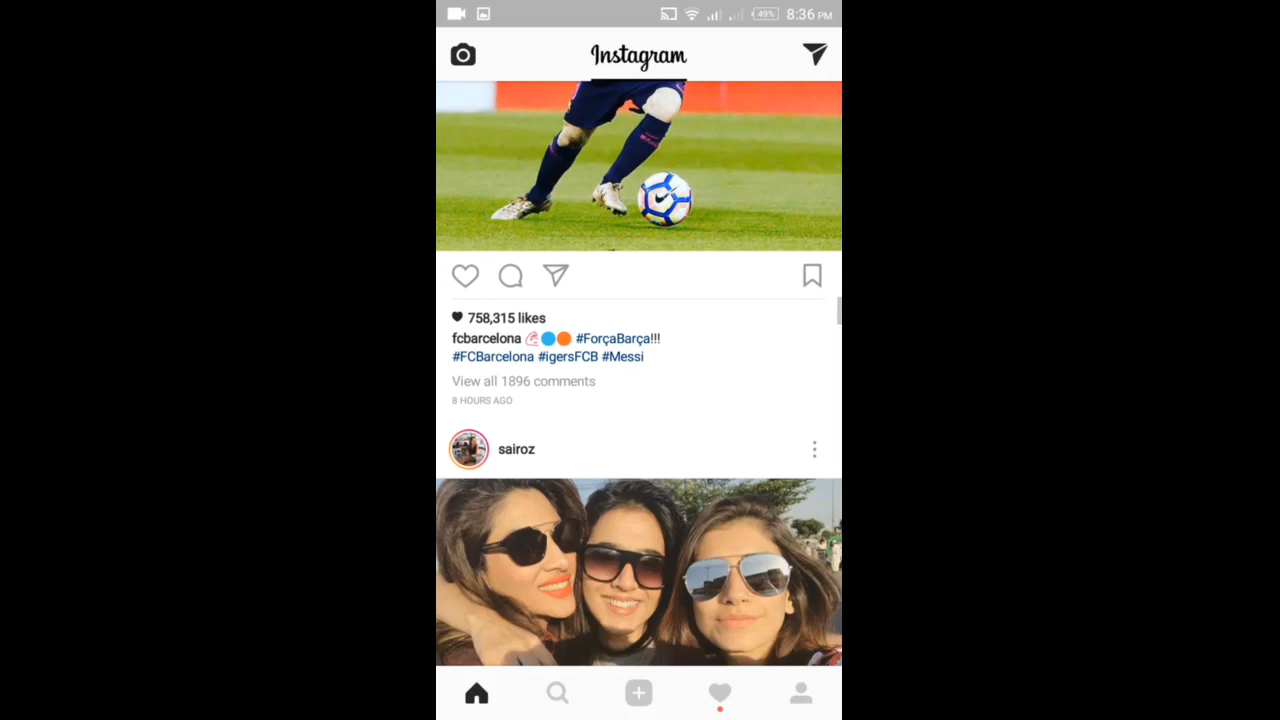 49% 8:36 PM
Instagram
758,315 likes
fcbarcelona 💪🔵🟠 #ForçaBarça!!!
#FCBarcelona #igersFCB #Messi
View all 1896 comments
8 HOURS AGO
sairoz